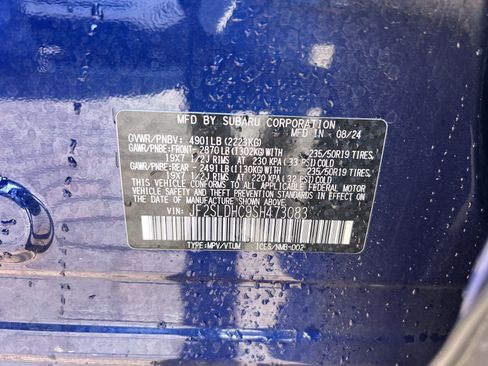 MFD BY SUBARU CORPORATION
MFD IN 08/24
GVWR/PNBV: 4901LB(2223KG)
GAWR/PNBE:FRONT- 2870LB(1302KG)WITH 235/50R19 TIRES,
19X7 1/2J RIMS AT 230 KPA(33 PSI)COLD
GAWR/PNBE:REAR- 2491LB(1130KG)WITH 235/50R19 TIRES,
19X7 1/2J RIMS AT 220 KPA(32 PSI)COLD
THIS VEHICLE CONFORMS TO ALL APPLICABLE FEDERAL MOTOR
VEHICLE SAFETY AND THEFT PREVENTION STANDARDS IN EFFECT
ON THE DATE OF MANUFACTURE SHOWN ABOVE.
VIN: JF2SLDHC9SH473083
TYPE:MPV/VTUM ICES/NMB-002